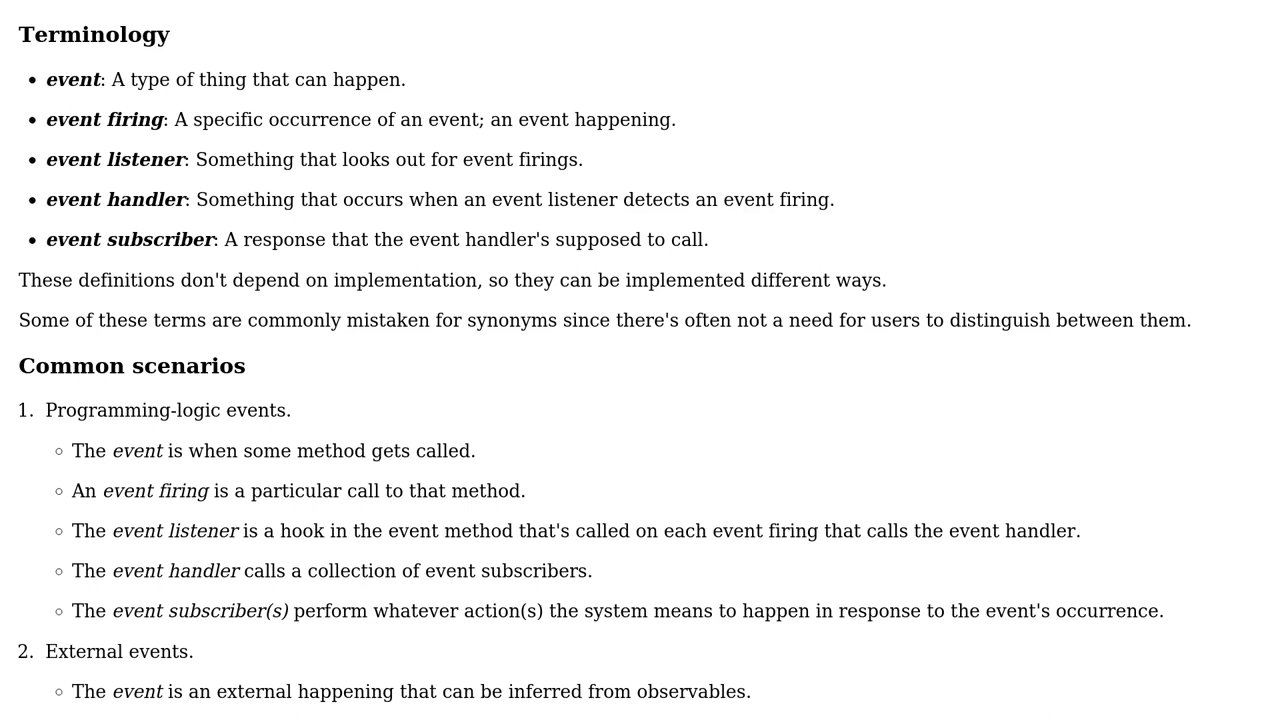 Terminology
• event: A type of thing that can happen.
• event firing: A specific occurrence of an event; an event happening.
• event listener: Something that looks out for event firings.
• event handler: Something that occurs when an event listener detects an event firing.
• event subscriber: A response that the event handler's supposed to call.
These definitions don't depend on implementation, so they can be implemented different ways.
Some of these terms are commonly mistaken for synonyms since there's often not a need for users to distinguish between them.
Common scenarios
1. Programming-logic events.
○ The event is when some method gets called.
○ An event firing is a particular call to that method.
○ The event listener is a hook in the event method that's called on each event firing that calls the event handler.
○ The event handler calls a collection of event subscribers.
○ The event subscriber(s) perform whatever action(s) the system means to happen in response to the event's occurrence.
2. External events.
○ The event is an external happening that can be inferred from observables.